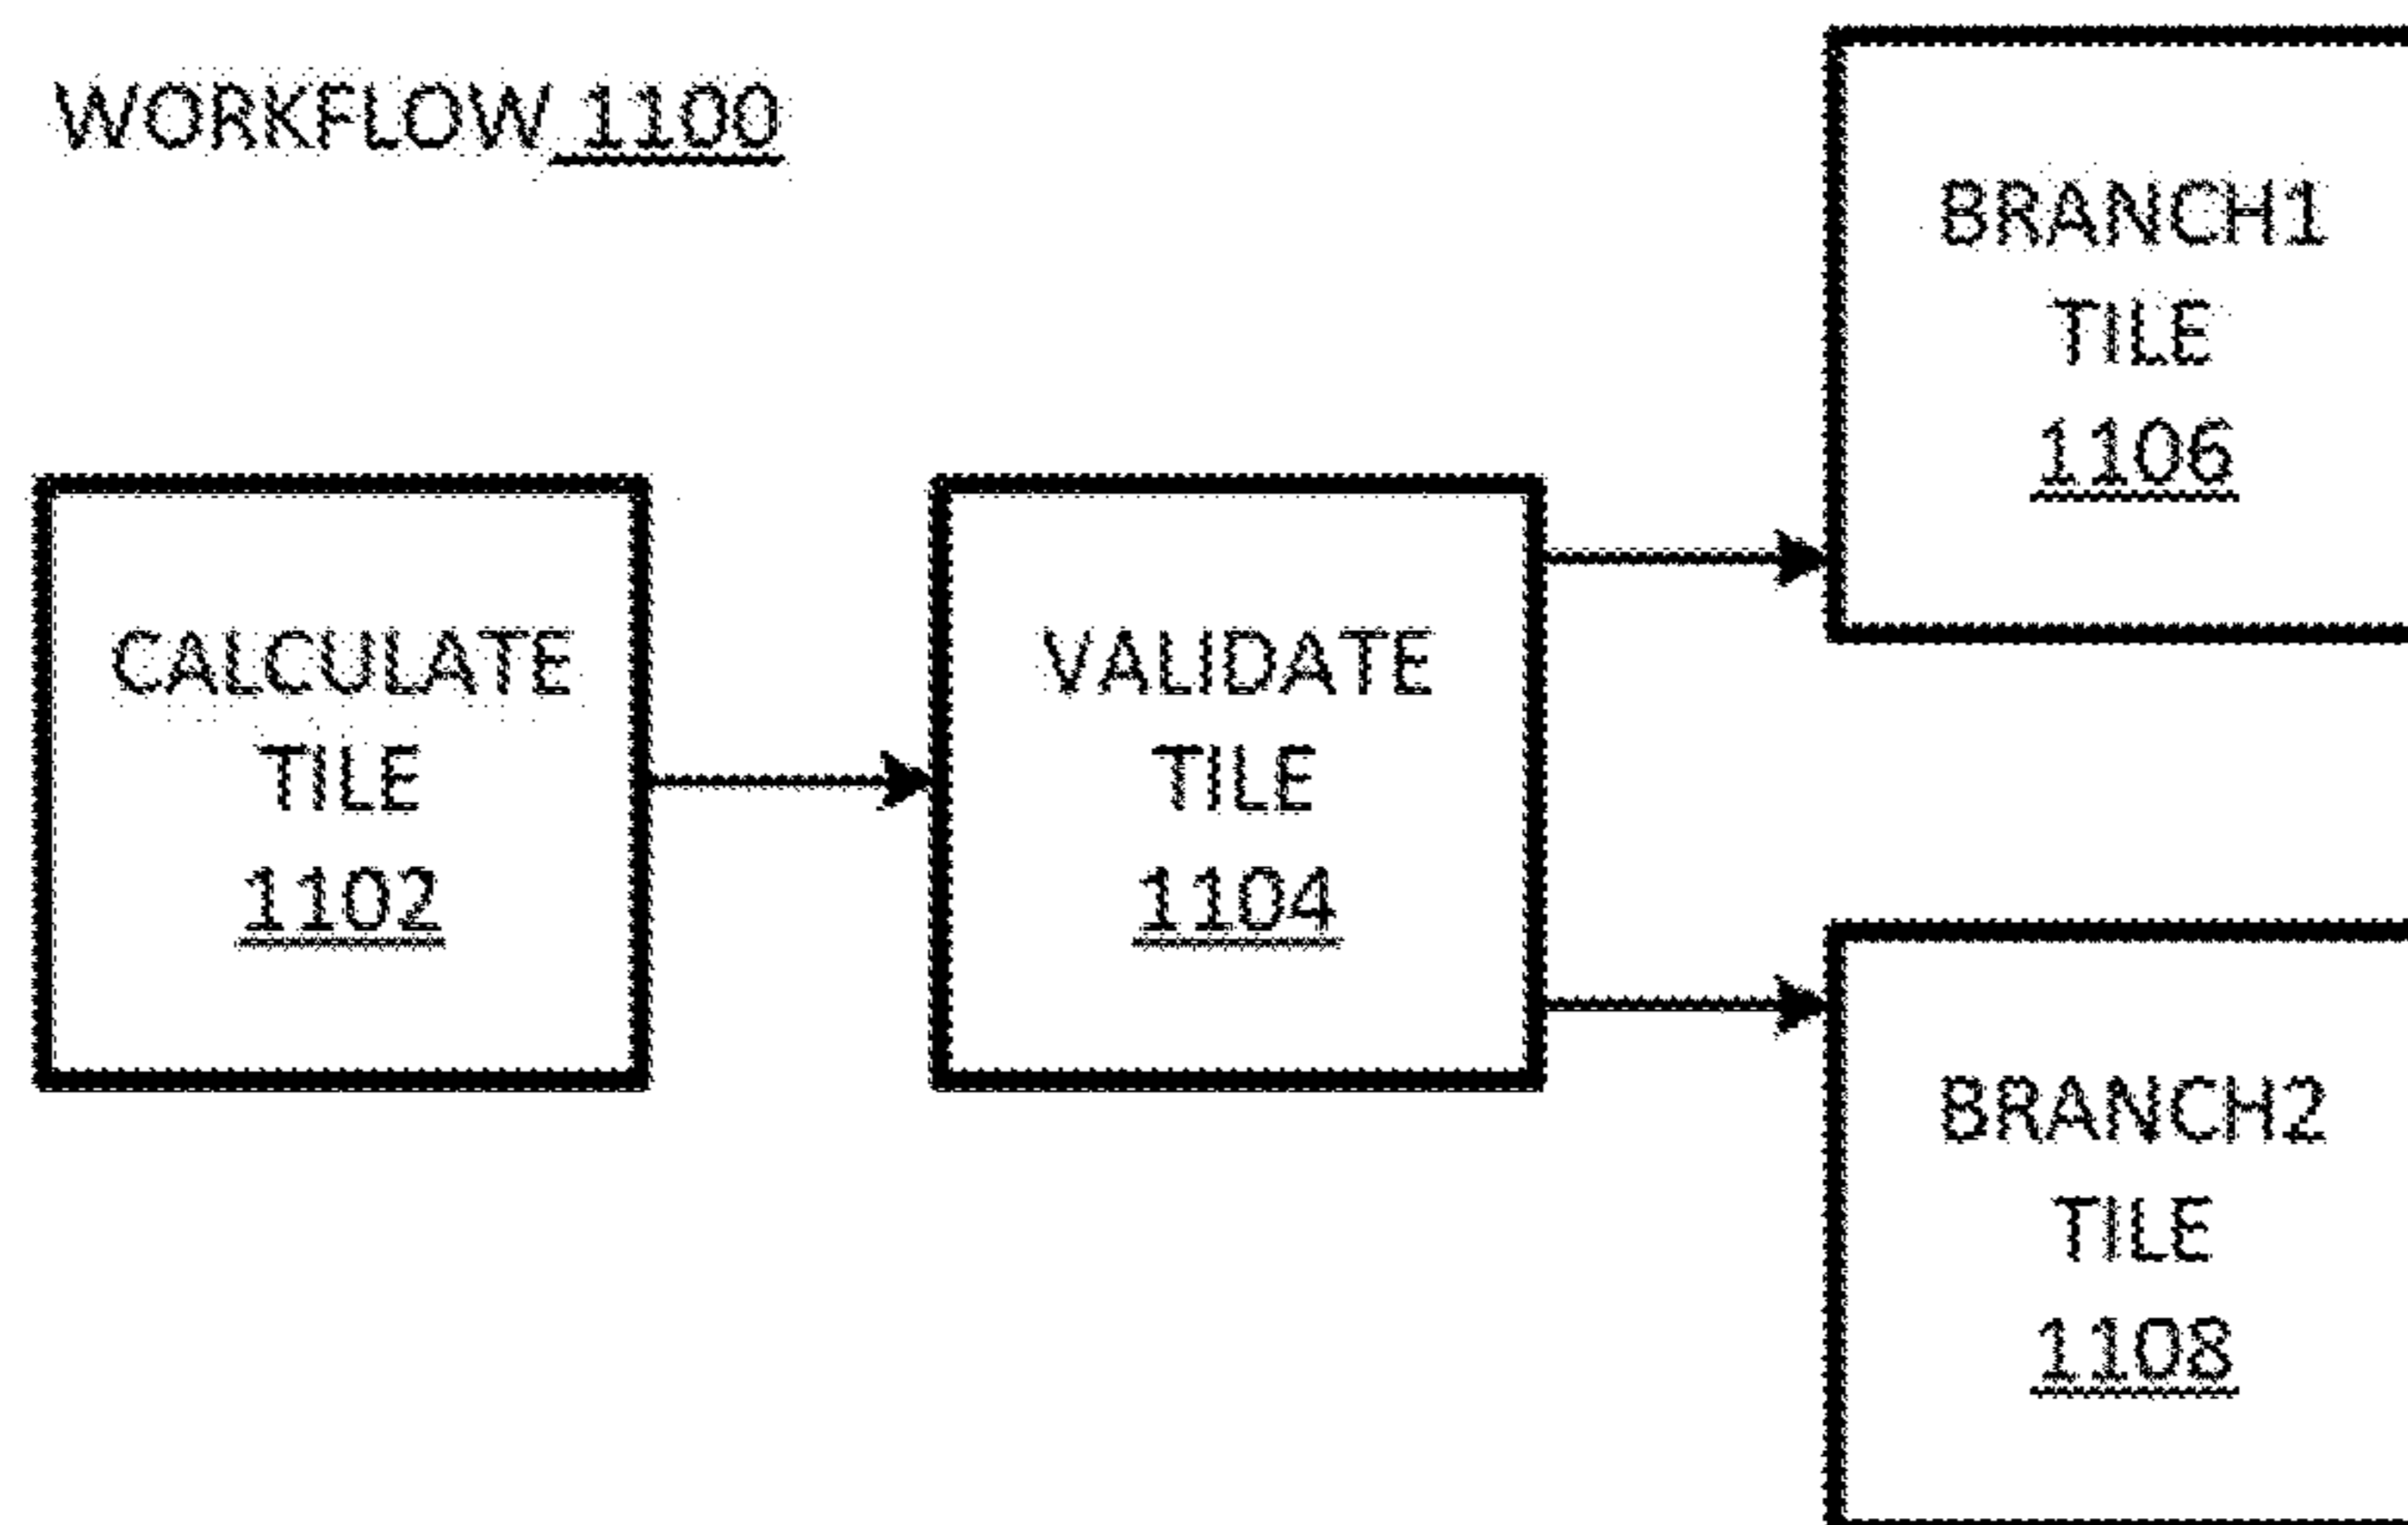 WORKFLOW 1100
CALCULATE
TILE
1102
VALIDATE
TILE
1104
BRANCH1
TILE
1106
BRANCH2
TILE
1108